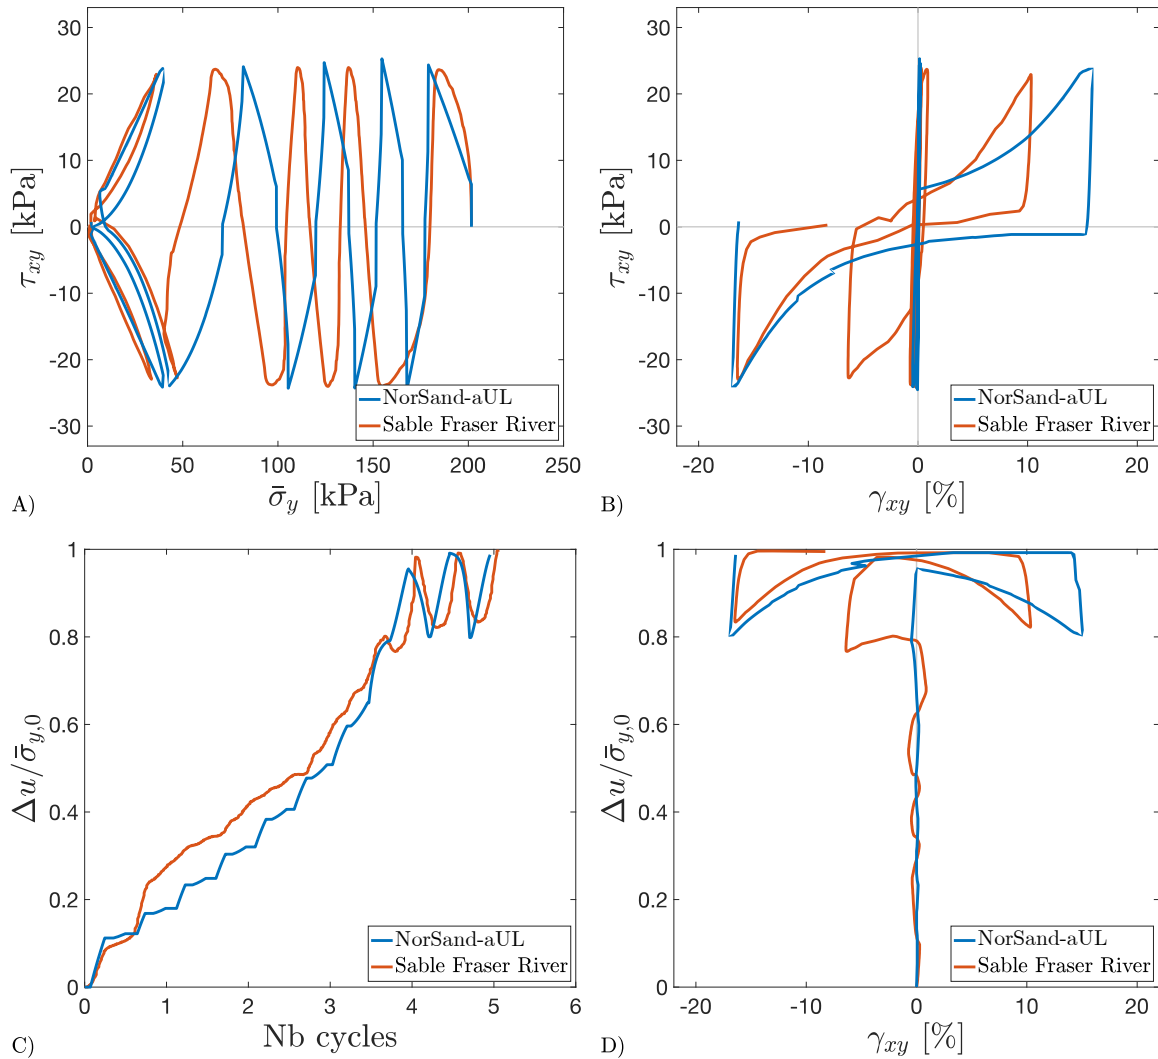 30
20
10
0
-10
-20
-30
τxy [kPa]
0 50 100 150 200 250
σ̄y [kPa]
NorSand-aUL
Sable Fraser River
A)
30
20
10
0
-10
-20
-30
τxy [kPa]
-20 -10 0 10 20
γxy [%]
NorSand-aUL
Sable Fraser River
B)
1
0.8
0.6
0.4
0.2
0
Δu/σ̄y,0
0 1 2 3 4 5 6
Nb cycles
NorSand-aUL
Sable Fraser River
C)
1
0.8
0.6
0.4
0.2
0
Δu/σ̄y,0
-20 -10 0 10 20
γxy [%]
NorSand-aUL
Sable Fraser River
D)